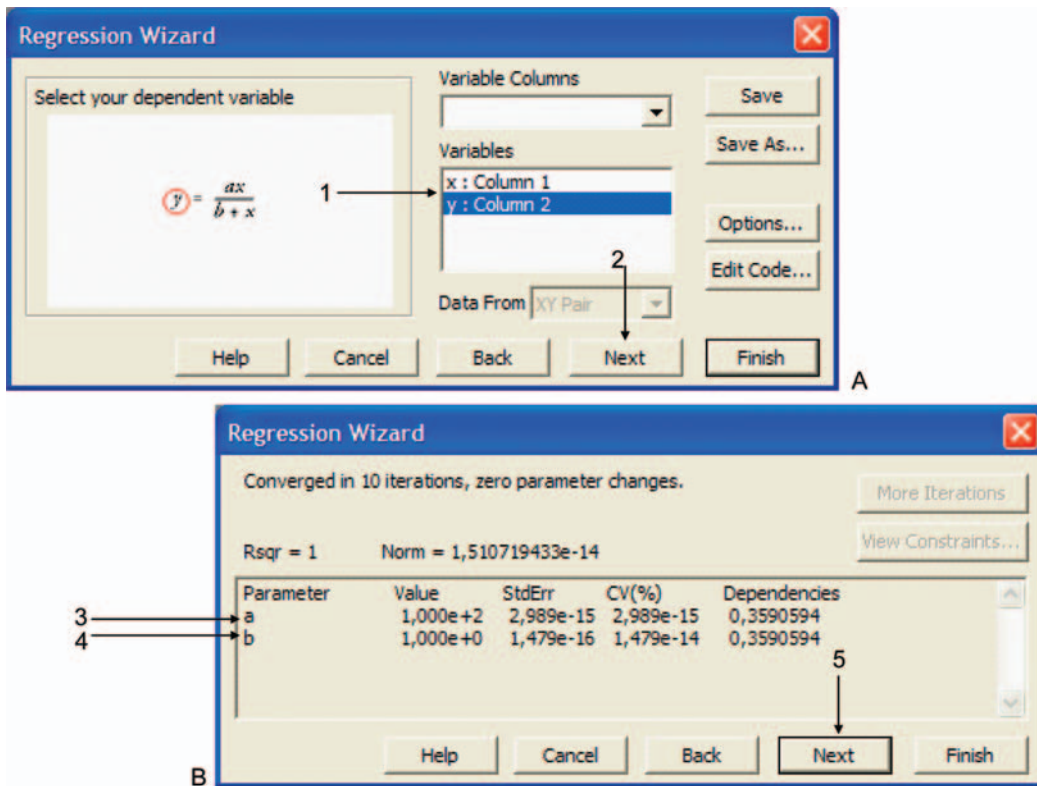 Regression Wizard
Select your dependent variable
y = ax / b + x
Variable Columns
Variables
x : Column 1
y : Column 2
1
2
Data From XY Pair
Save
Save As...
Options...
Edit Code...
Help Cancel Back Next Finish
A
Regression Wizard
Converged in 10 iterations, zero parameter changes.
More Iterations
View Constraints...
Rsqr = 1 Norm = 1,510719433e-14
Parameter Value StdErr CV(%) Dependencies
3 a 1,000e+2 2,989e-15 2,989e-15 0,3590594
4 b 1,000e+0 1,479e-16 1,479e-14 0,3590594
5
Help Cancel Back Next Finish
B